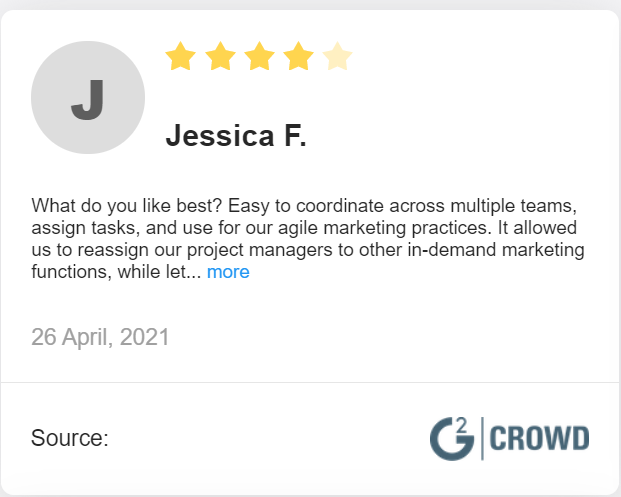 J
Jessica F.
What do you like best? Easy to coordinate across multiple teams,
assign tasks, and use for our agile marketing practices. It allowed
us to reassign our project managers to other in-demand marketing
functions, while let... more
26 April, 2021
Source:
G2 CROWD